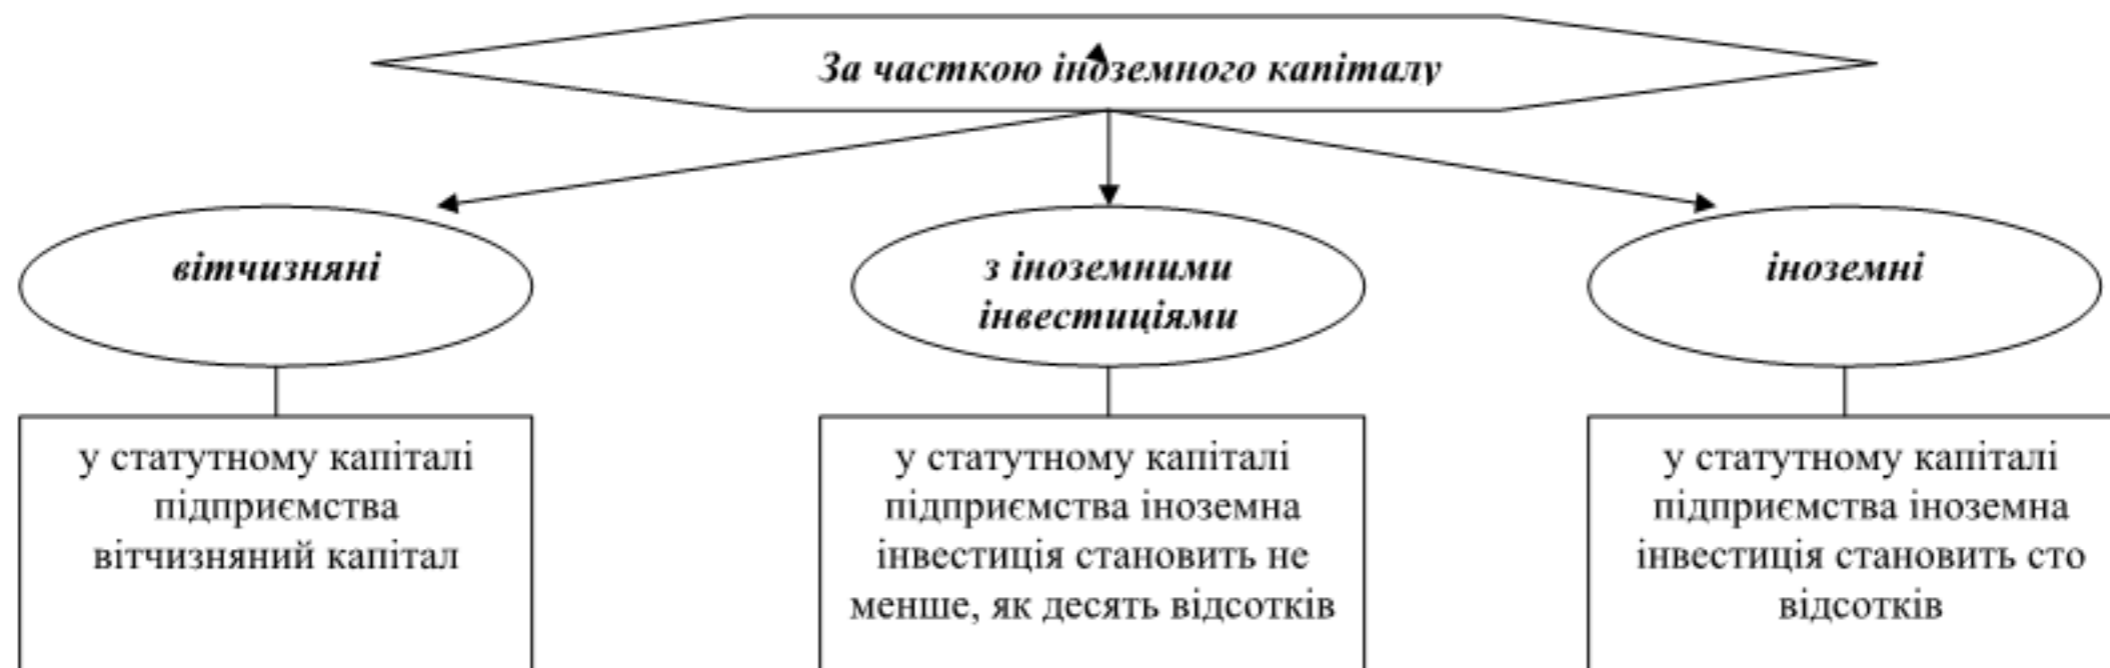 За часткою іноземного капіталу
вітчизняні
з іноземними
інвестиціями
іноземні
у статутному капіталі
підприємства
вітчизняний капітал
у статутному капіталі
підприємства іноземна
інвестиція становить не
менше, як десять відсотків
у статутному капіталі
підприємства іноземна
інвестиція становить сто
відсотків